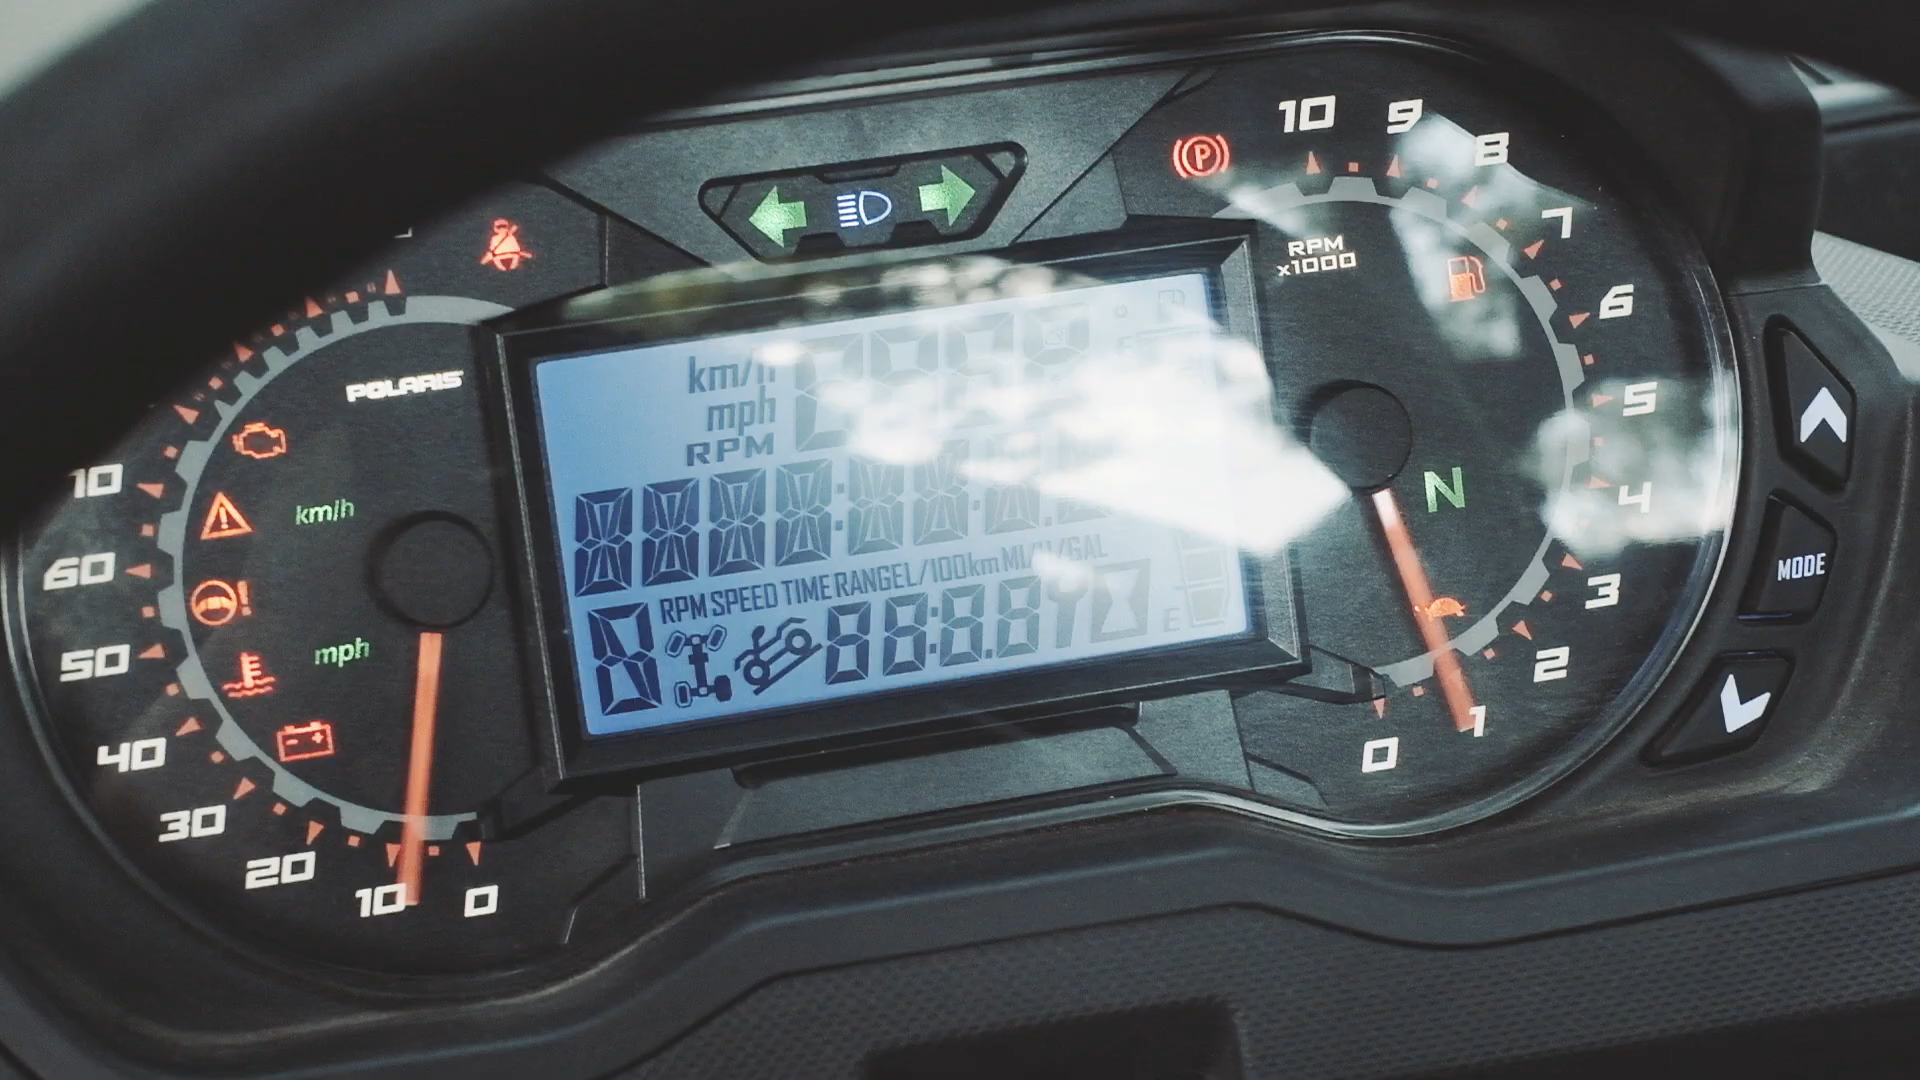 POLARIS
km/h
mph
10
60
50
40
30
20
10
0
km/h
mph
RPM
RPM SPEED TIME RANGE L/100km MI/ /GAL
N
E
P
10
9
8
7
6
5
4
3
2
1
0
RPM
x1000
N
MODE